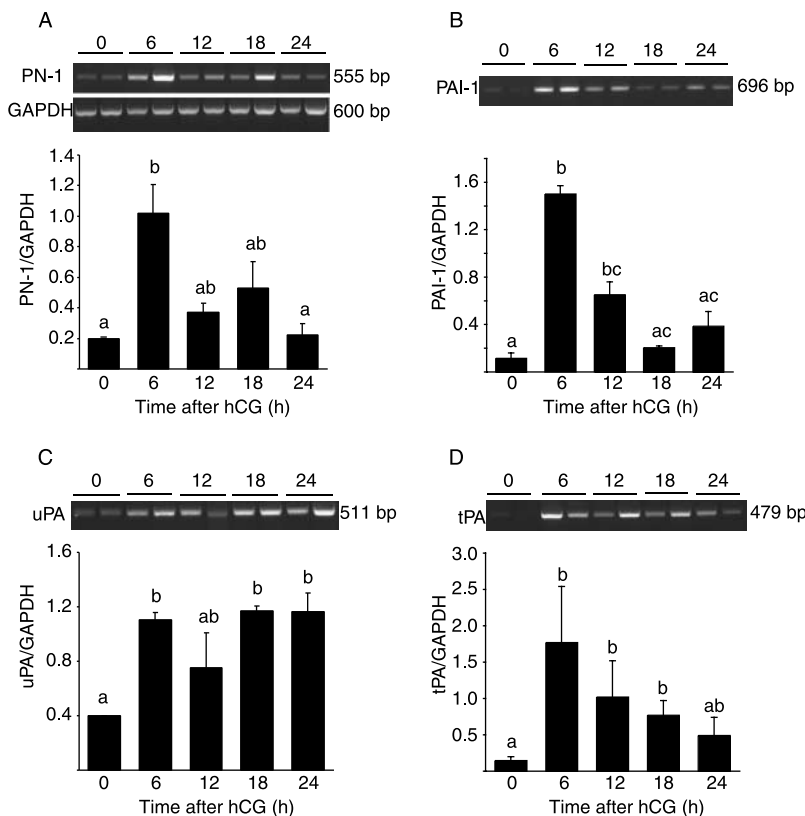 A
0 6 12 18 24
PN-1 555 bp
GAPDH 600 bp
1.4
1.2
1.0
0.8
0.6
0.4
0.2
PN-1/GAPDH
a b ab ab a
0 6 12 18 24
Time after hCG (h)
B
0 6 12 18 24
PAI-1 696 bp
1.6
1.2
0.8
0.4
PAI-1/GAPDH
a b bc ac ac
0 6 12 18 24
Time after hCG (h)
C
0 6 12 18 24
uPA 511 bp
1.6
1.2
0.8
0.4
uPA/GAPDH
a b ab b b
0 6 12 18 24
Time after hCG (h)
D
0 6 12 18 24
tPA 479 bp
3.0
2.5
2.0
1.5
1.0
0.5
tPA/GAPDH
a b b b ab
0 6 12 18 24
Time after hCG (h)